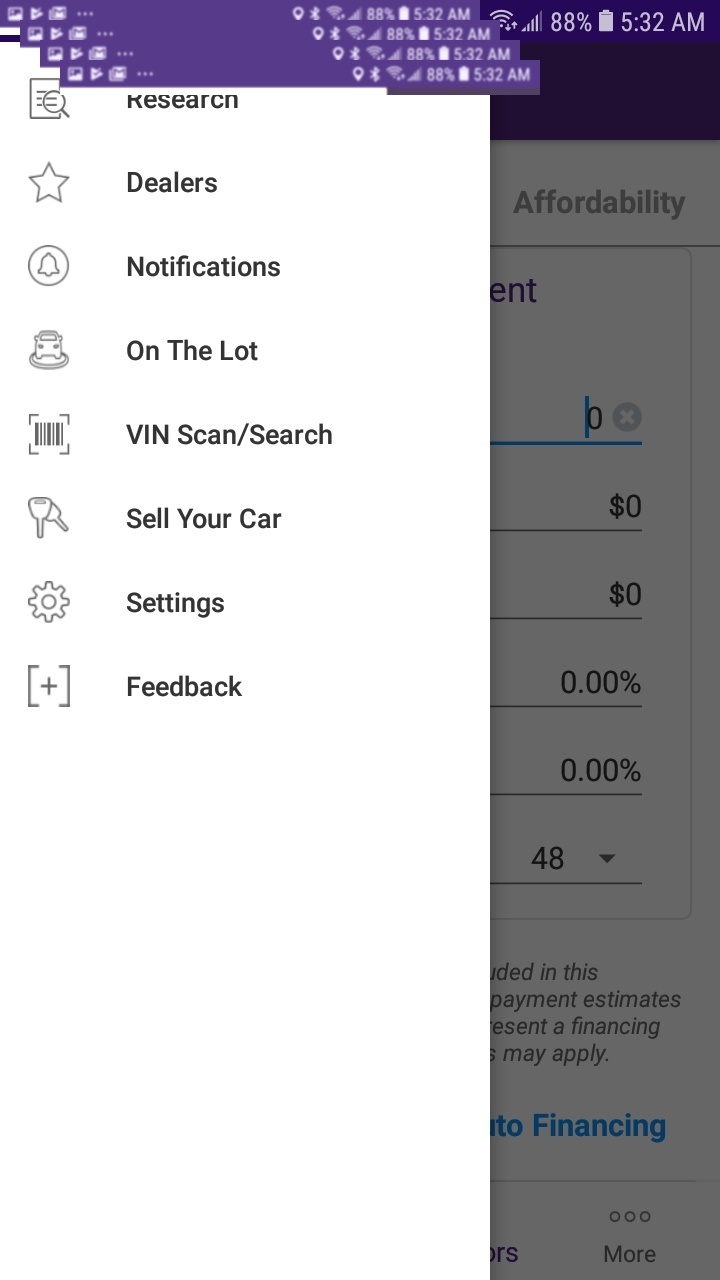 88% 5:32 AM 88% 5:32 AM
88% 5:32 AM
88% 5:32 AM
88% 5:32 AM
Research
Dealers
Affordability
Notifications
ent
On The Lot
0
VIN Scan/Search
$0
Sell Your Car
$0
Settings
0.00%
Feedback
0.00%
48
uded in this
payment estimates
esent a financing
s may apply.
uto Financing
ors
More